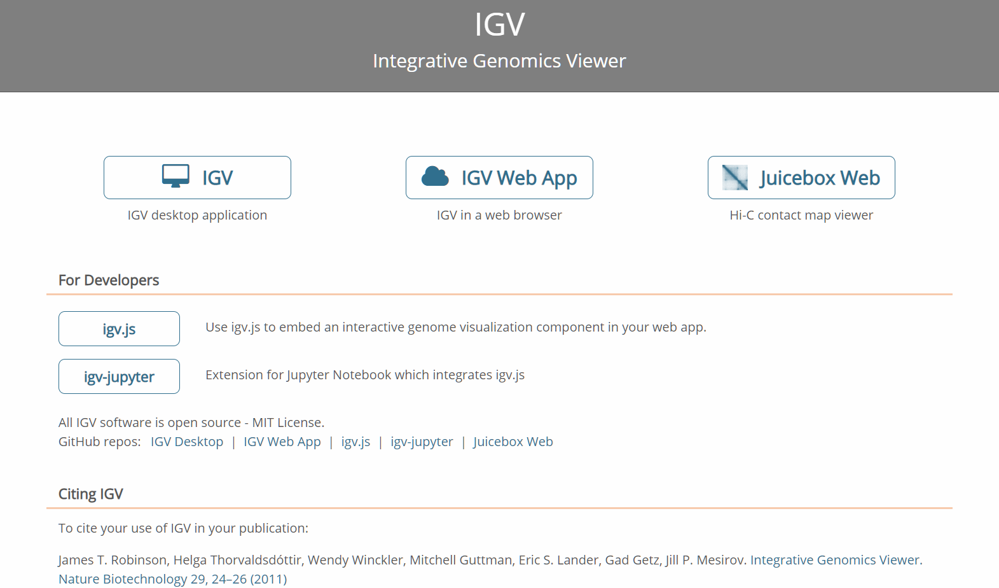 IGV
Integrative Genomics Viewer
IGV
IGV Web App
Juicebox Web
IGV desktop application
IGV in a web browser
Hi-C contact map viewer
For Developers
igv.js
Use igv.js to embed an interactive genome visualization component in your web app.
igv-jupyter
Extension for Jupyter Notebook which integrates igv.js
All IGV software is open source - MIT License.
GitHub repos: IGV Desktop | IGV Web App | igv.js | igv-jupyter | Juicebox Web
Citing IGV
To cite your use of IGV in your publication:
James T. Robinson, Helga Thorvaldsdóttir, Wendy Winckler, Mitchell Guttman, Eric S. Lander, Gad Getz, Jill P. Mesirov. Integrative Genomics Viewer.
Nature Biotechnology 29, 24–26 (2011)